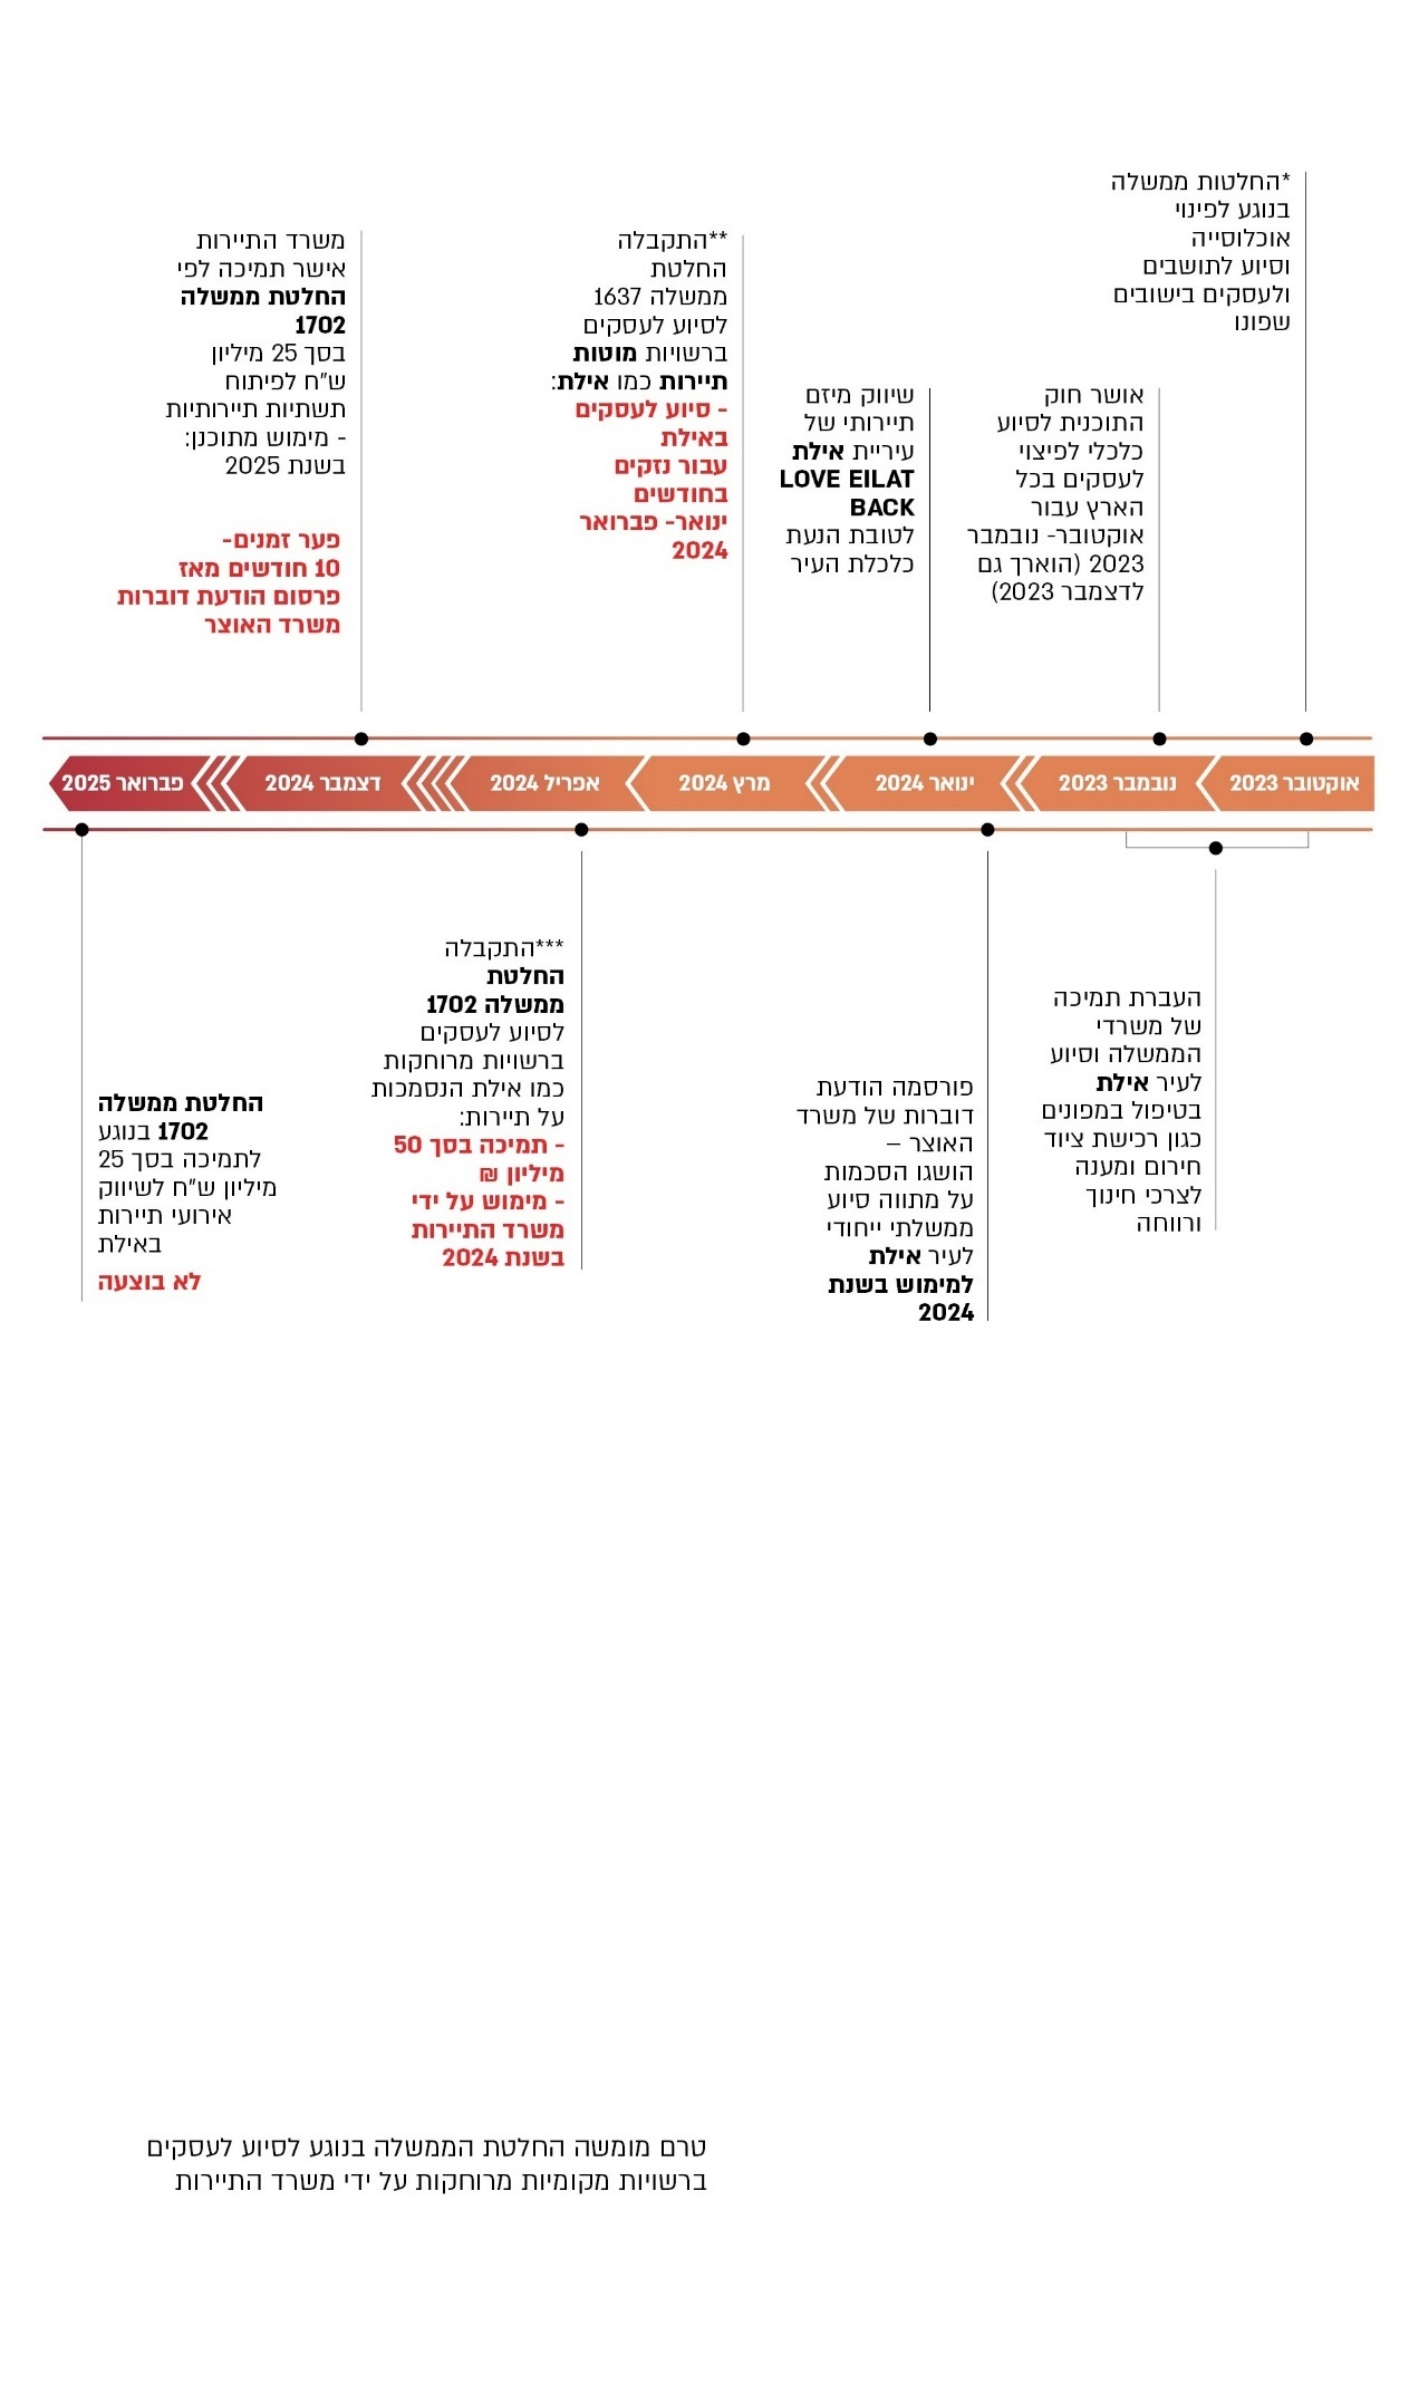 *החלטות ממשלה
בנוגע לפינוי
אוכלוסייה
וסיוע לתושבים
ולעסקים בישובים
שפונו
אושר חוק
התוכנית לסיוע
כלכלי לפיצוי
לעסקים בכל
הארץ עבור
אוקטובר- נובמבר
2023 (הוארך גם
לדצמבר 2023)
שיווק מיזם
תיירותי של
עיריית אילת
LOVE EILAT
BACK
לטובת הנעת
כלכלת העיר
**התקבלה
החלטת
ממשלה 1637
לסיוע לעסקים
ברשויות מוטות
תיירות כמו אילת:
- סיוע לעסקים
באילת
עבור נזקים
בחודשים
ינואר- פברואר
2024
משרד התיירות
אישר תמיכה לפי
החלטת ממשלה
1702
בסך 25 מיליון
ש"ח לפיתוח
תשתיות תיירותיות
- מימוש מתוכנן:
בשנת 2025
פער זמנים-
10 חודשים מאז
פרסום הודעת דוברות
משרד האוצר
אוקטובר 2023
נובמבר 2023
ינואר 2024
מרץ 2024
אפריל 2024
דצמבר 2024
פברואר 2025
העברת תמיכה
של משרדי
הממשלה וסיוע
לעיר אילת
בטיפול במפונים
כגון רכישת ציוד
חירום ומענה
לצרכי חינוך
ורווחה
פורסמה הודעת
דוברות של משרד
האוצר –
הושגו הסכמות
על מתווה סיוע
ממשלתי ייחודי
לעיר אילת
למימוש בשנת
2024
***התקבלה
החלטת
ממשלה 1702
לסיוע לעסקים
ברשויות מרוחקות
כמו אילת הנסמכות
על תיירות:
- תמיכה בסך 50
מיליון ₪
- מימוש על ידי
משרד התיירות
בשנת 2024
החלטת ממשלה
1702 בנוגע
לתמיכה בסך 25
מיליון ש"ח לשיווק
אירועי תיירות
באילת
לא בוצעה
טרם מומשה החלטת הממשלה בנוגע לסיוע לעסקים
ברשויות מקומיות מרוחקות על ידי משרד התיירות